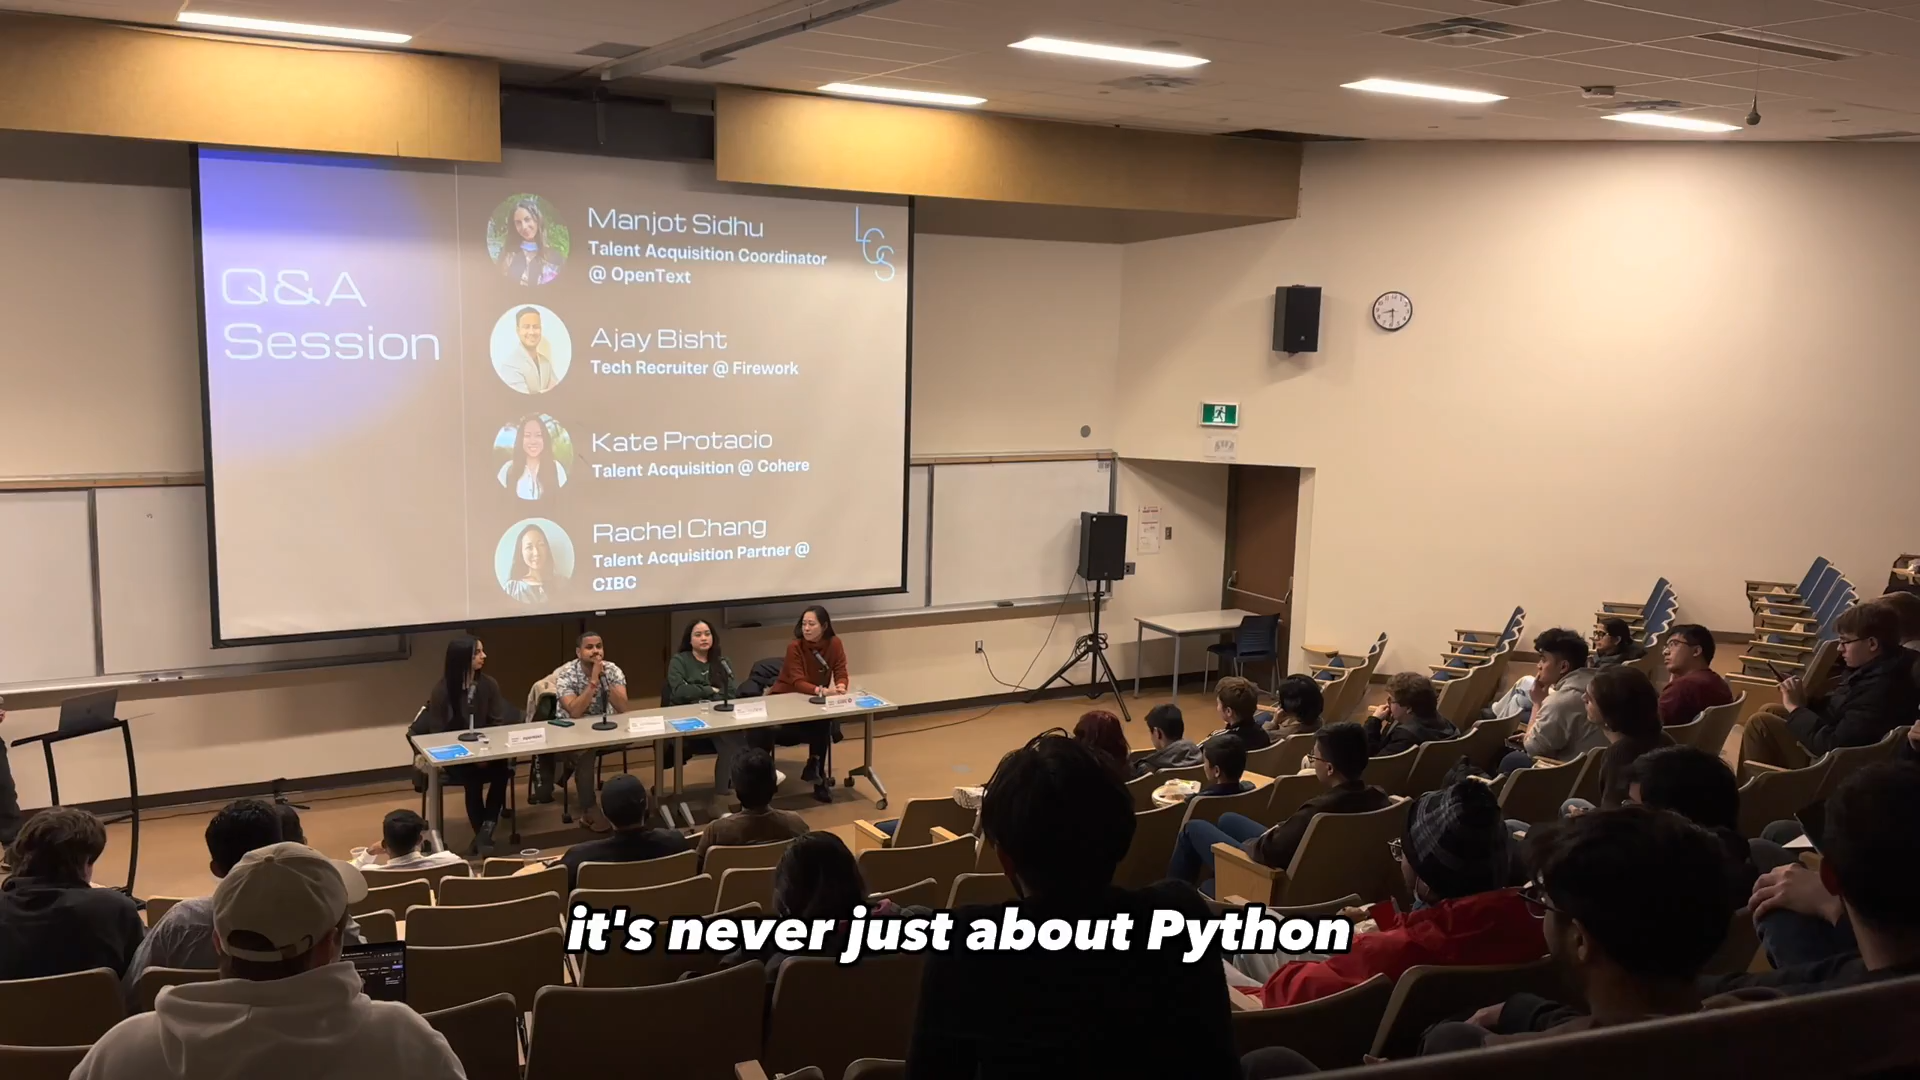 Q&A
Session
Manjot Sidhu
Talent Acquisition Coordinator
@ OpenText
LCS
Ajay Bisht
Tech Recruiter @ Firework
Kate Protacio
Talent Acquisition @ Cohere
Rachel Chang
Talent Acquisition Partner @
CIBC
it's never just about Python